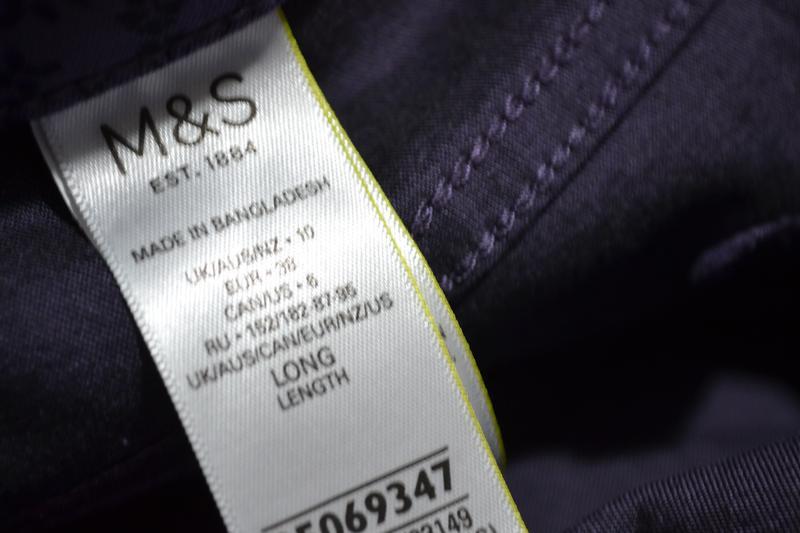 M&S
EST. 1884
MADE IN BANGLADESH
UK/AUS/NZ • 10
EUR • 38
CAN/US • 6
RU • 152/182 87-95
UK/AUS/CAN/EUR/NZ/US
LONG
LENGTH
5069347